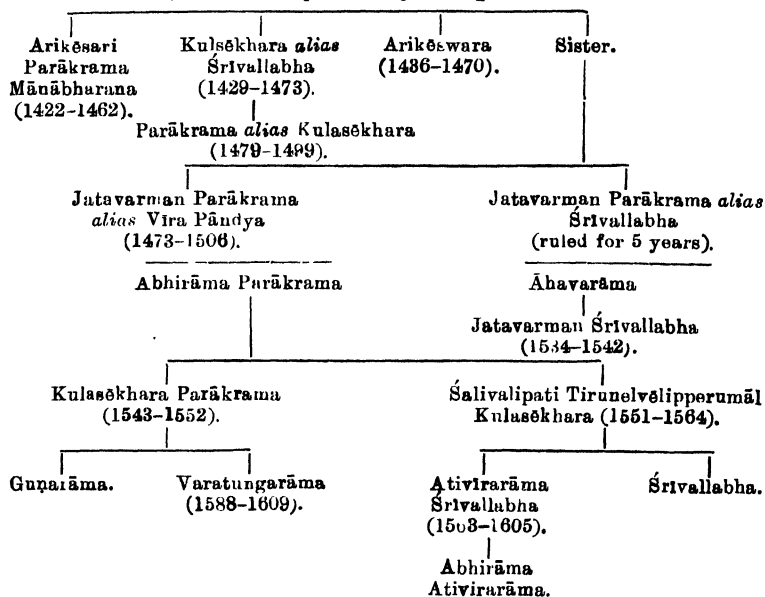 Arikēsari
Parākrama
Mānābharana
(1422–1462).
Kulsēkhara alias
Śrīvallabha
(1429–1473).
Arikēswara
(1436–1470).
Sister.
Parākrama alias Kulasēkhara
(1479–1499).
Jatavarman Parākrama
alias Vīra Pāndya
(1473–1506).
Jatavarman Parākrama alias
Śrīvallabha
(ruled for 5 years).
Abhirāma Parākrama
Āhavarāma
Jatavarman Śrīvallabha
(1534–1542).
Kulasēkhara Parākrama
(1543–1552).
Śalivalipati Tirunelvēlipperumāl
Kulasēkhara (1551–1564).
Guṇarāma.
Varatungarāma
(1588–1609).
Ativīrarāma
Śrīvallabha
(1563–1605).
Śrīvallabha.
Abhirāma
Ativirarāma.